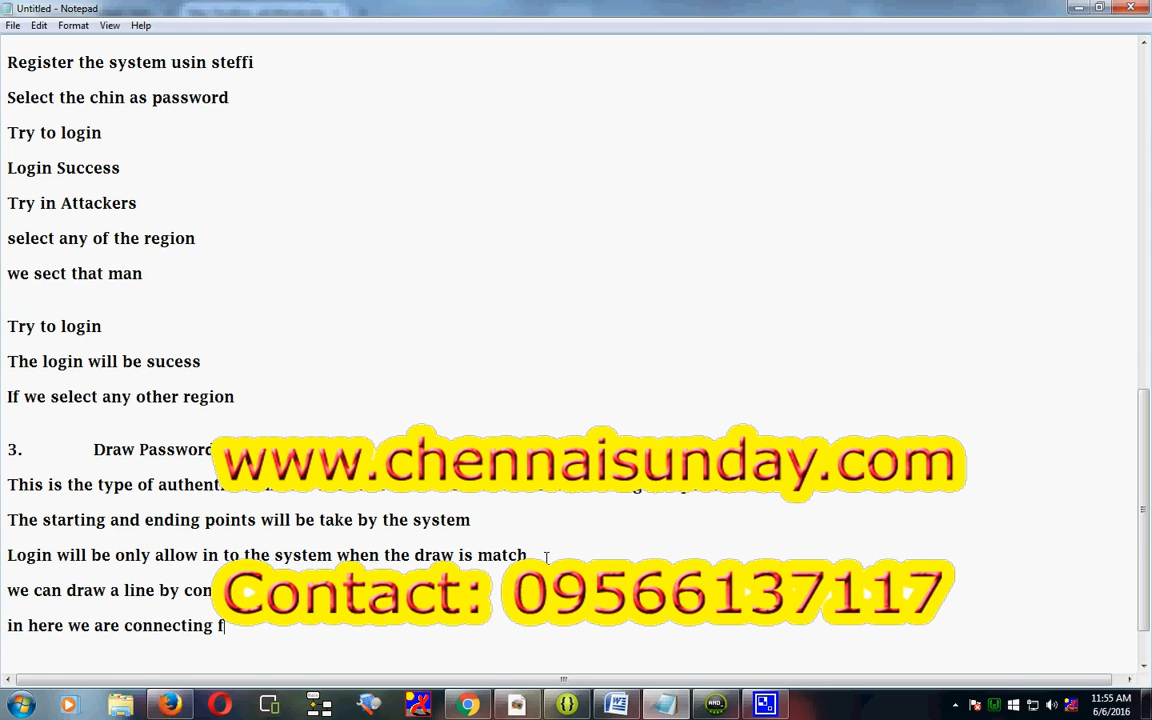 Untitled - Notepad
File Edit Format View Help
Register the system usin steffi
Select the chin as password
Try to login
Login Success
Try in Attackers
select any of the region
we sect that man
Try to login
The login will be sucess
If we select any other region
3. Draw Password
www.chennaisunday.com
This is the type of
The starting and ending points will be take by the system
Login will be only allow in to the system when the draw is match
we can draw a line by
Contact: 09566137117
in here we are connecting f
11:55 AM
6/6/2016